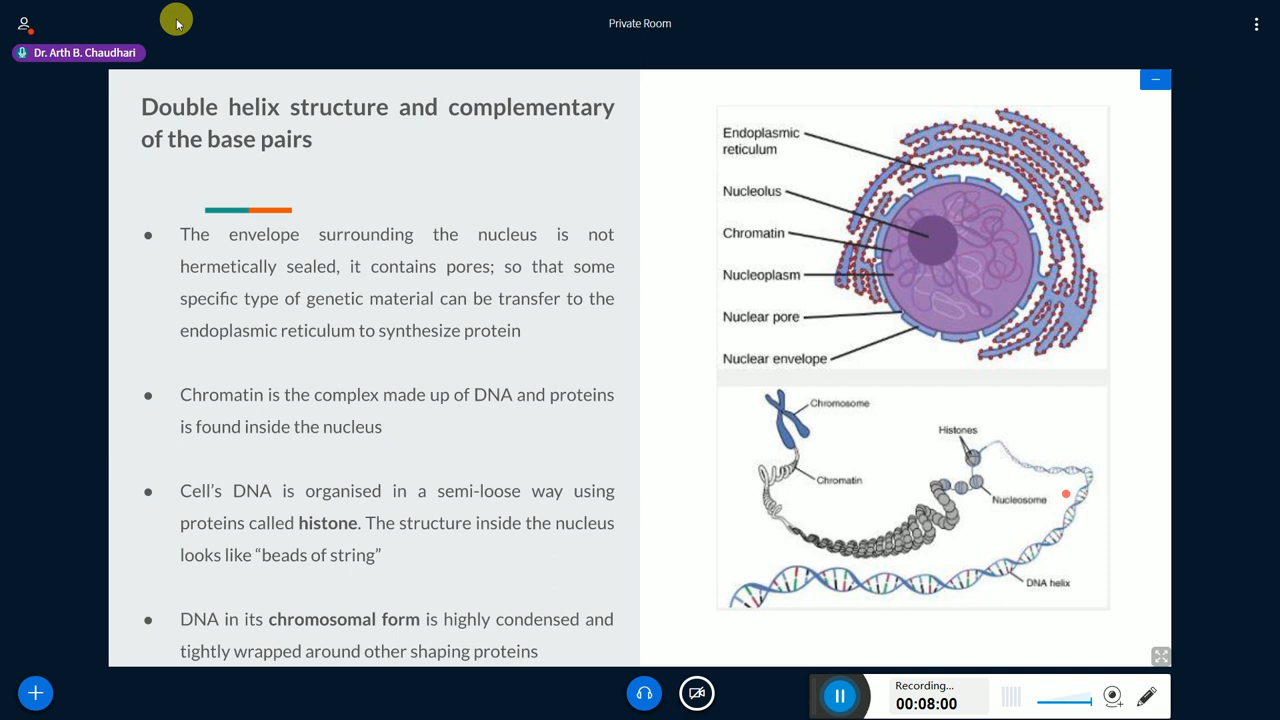 Private Room
Dr. Arth B. Chaudhari
Double helix structure and complementary
of the base pairs
● The envelope surrounding the nucleus is not
hermetically sealed, it contains pores; so that some
specific type of genetic material can be transfer to the
endoplasmic reticulum to synthesize protein
● Chromatin is the complex made up of DNA and proteins
is found inside the nucleus
● Cell’s DNA is organised in a semi-loose way using
proteins called histone. The structure inside the nucleus
looks like “beads of string”
● DNA in its chromosomal form is highly condensed and
tightly wrapped around other shaping proteins
Endoplasmic
reticulum
Nucleolus
Chromatin
Nucleoplasm
Nuclear pore
Nuclear envelope
Chromosome
Histones
Chromatin
Nucleosome
DNA helix
Recording...
00:08:00